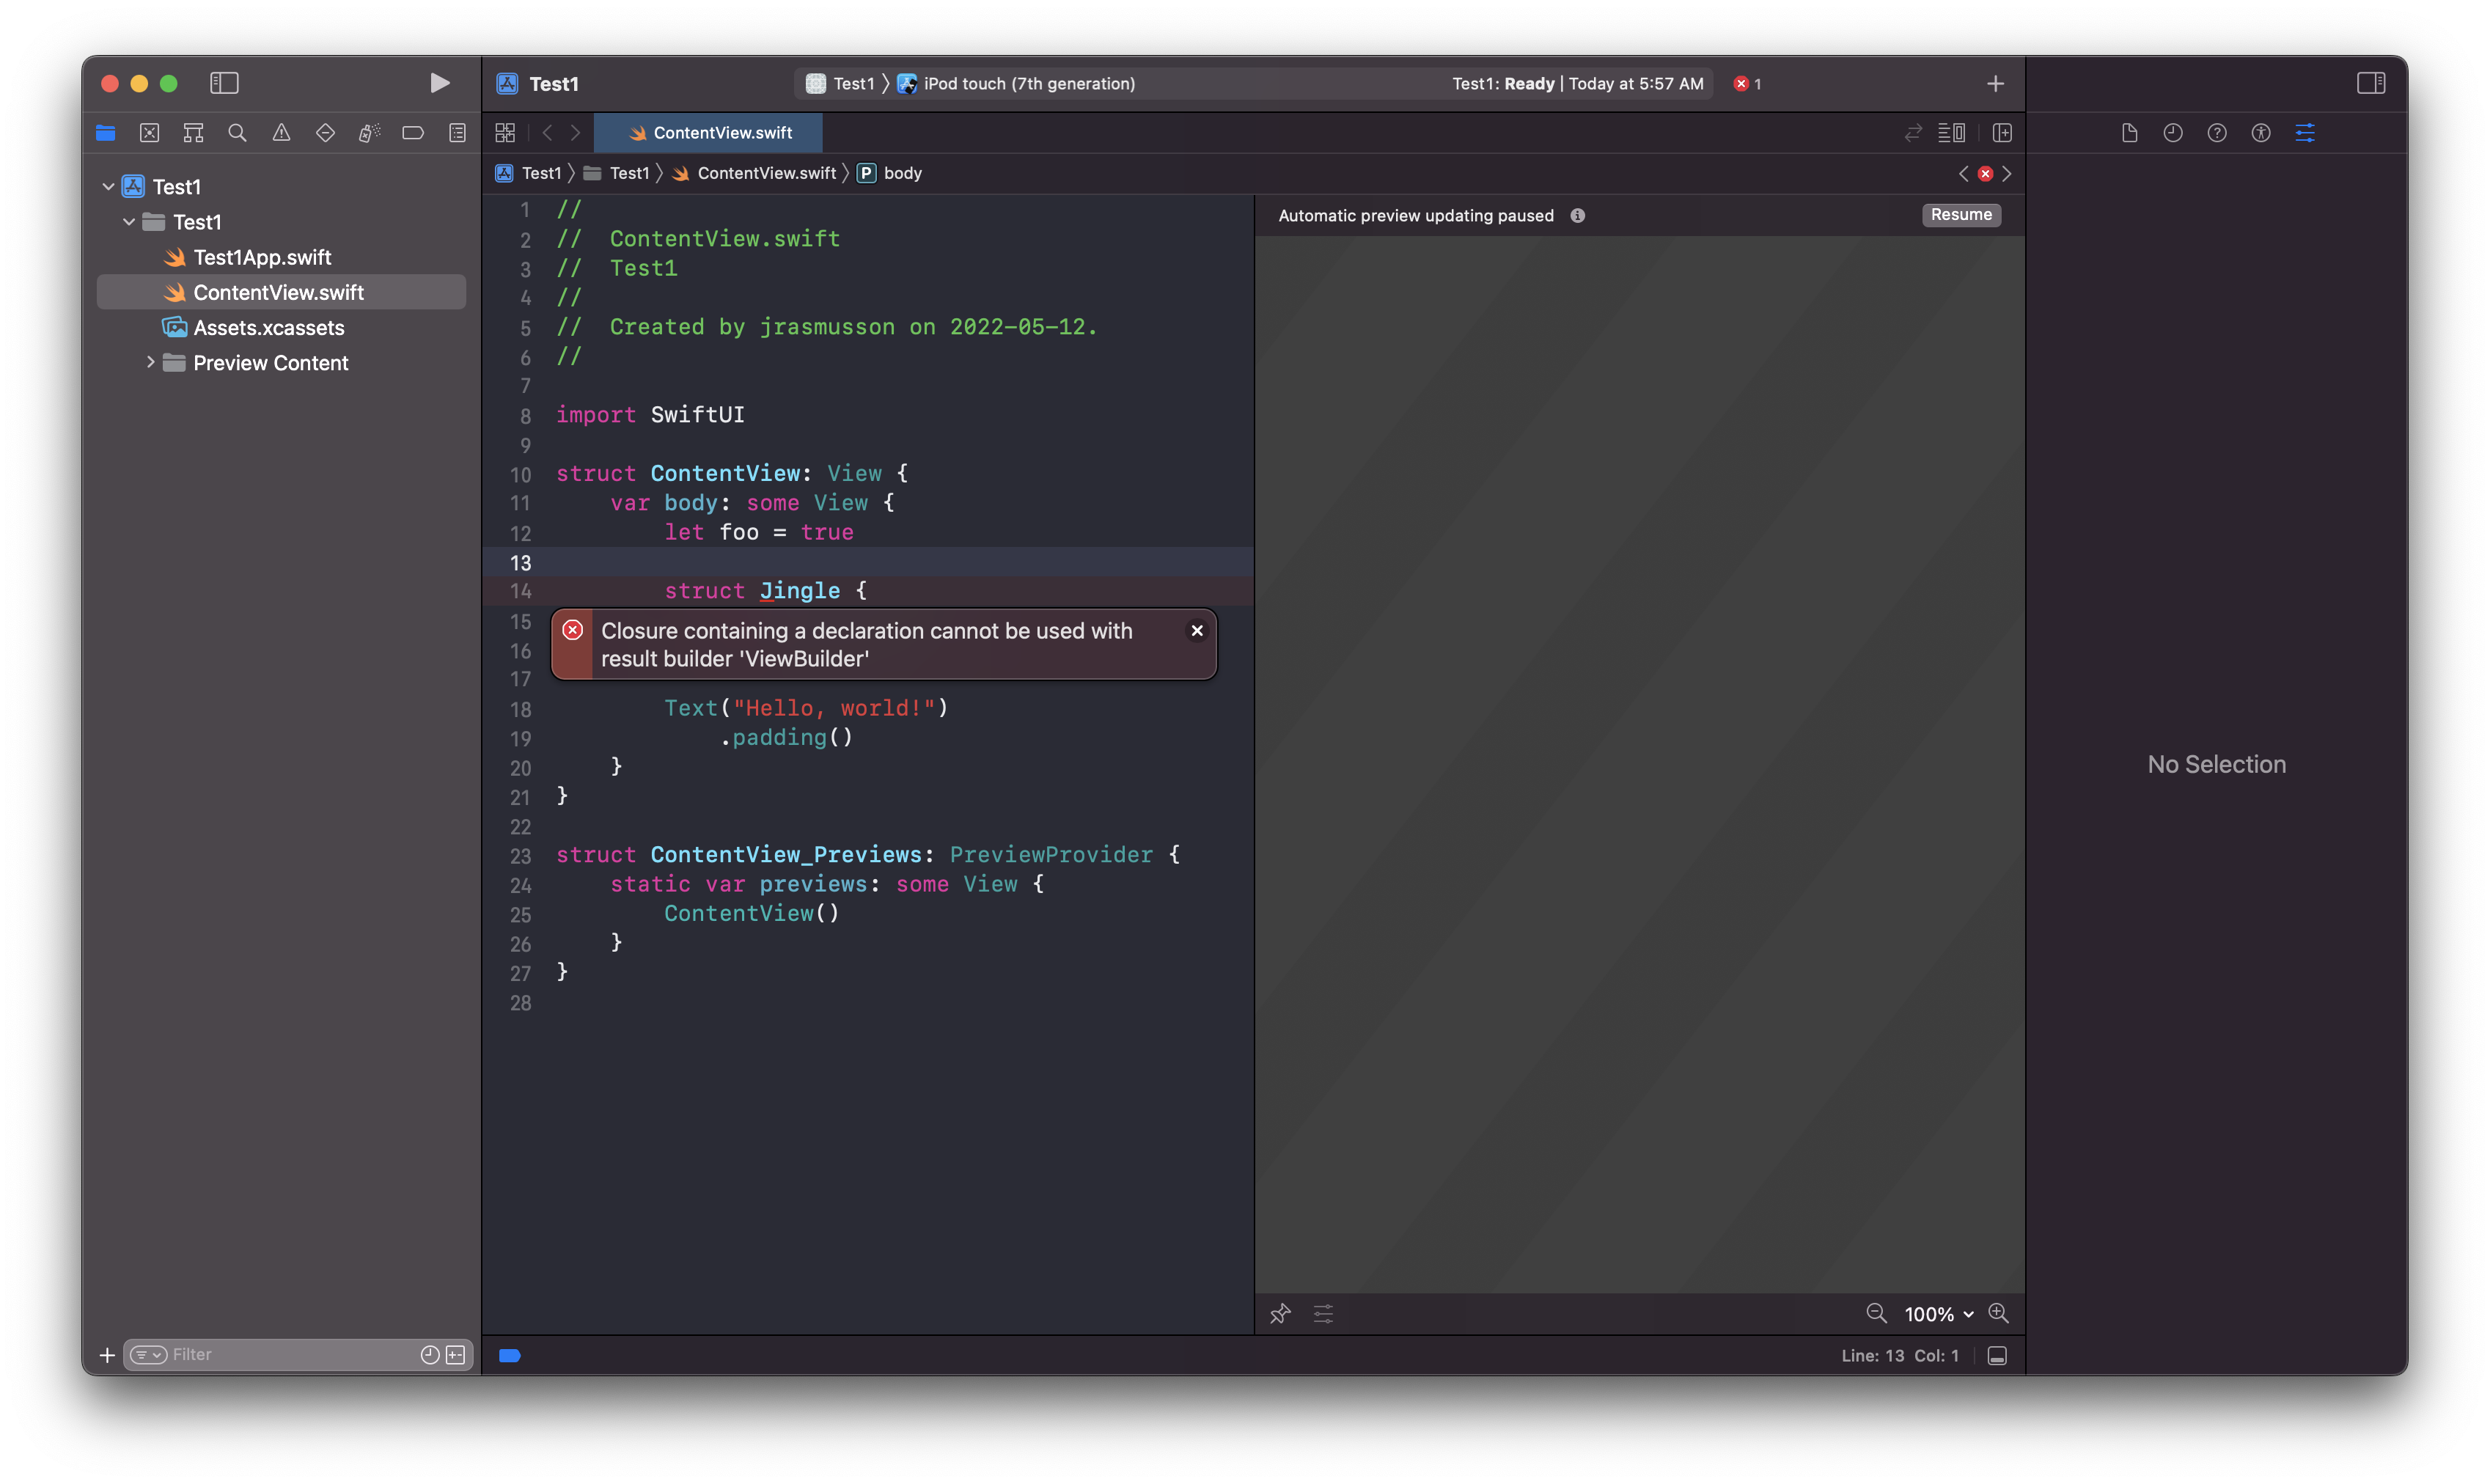 Test1
Test1 〉 iPod touch (7th generation)
Test1: Ready | Today at 5:57 AM
1
ContentView.swift
Test1 〉 Test1 〉 ContentView.swift 〉 P body
Test1
Test1
Test1App.swift
ContentView.swift
Assets.xcassets
Preview Content
Filter
1 //
2 //  ContentView.swift
3 //  Test1
4 //
5 //  Created by jrasmusson on 2022-05-12.
6 //
7
8 import SwiftUI
9
10 struct ContentView: View {
11     var body: some View {
12         let foo = true
13
14         struct Jingle {
15
Closure containing a declaration cannot be used with
16
result builder 'ViewBuilder'
17
18         Text("Hello, world!")
19             .padding()
20     }
21 }
22
23 struct ContentView_Previews: PreviewProvider {
24     static var previews: some View {
25         ContentView()
26     }
27 }
28
Automatic preview updating paused
Resume
100%
Line: 13 Col: 1
No Selection